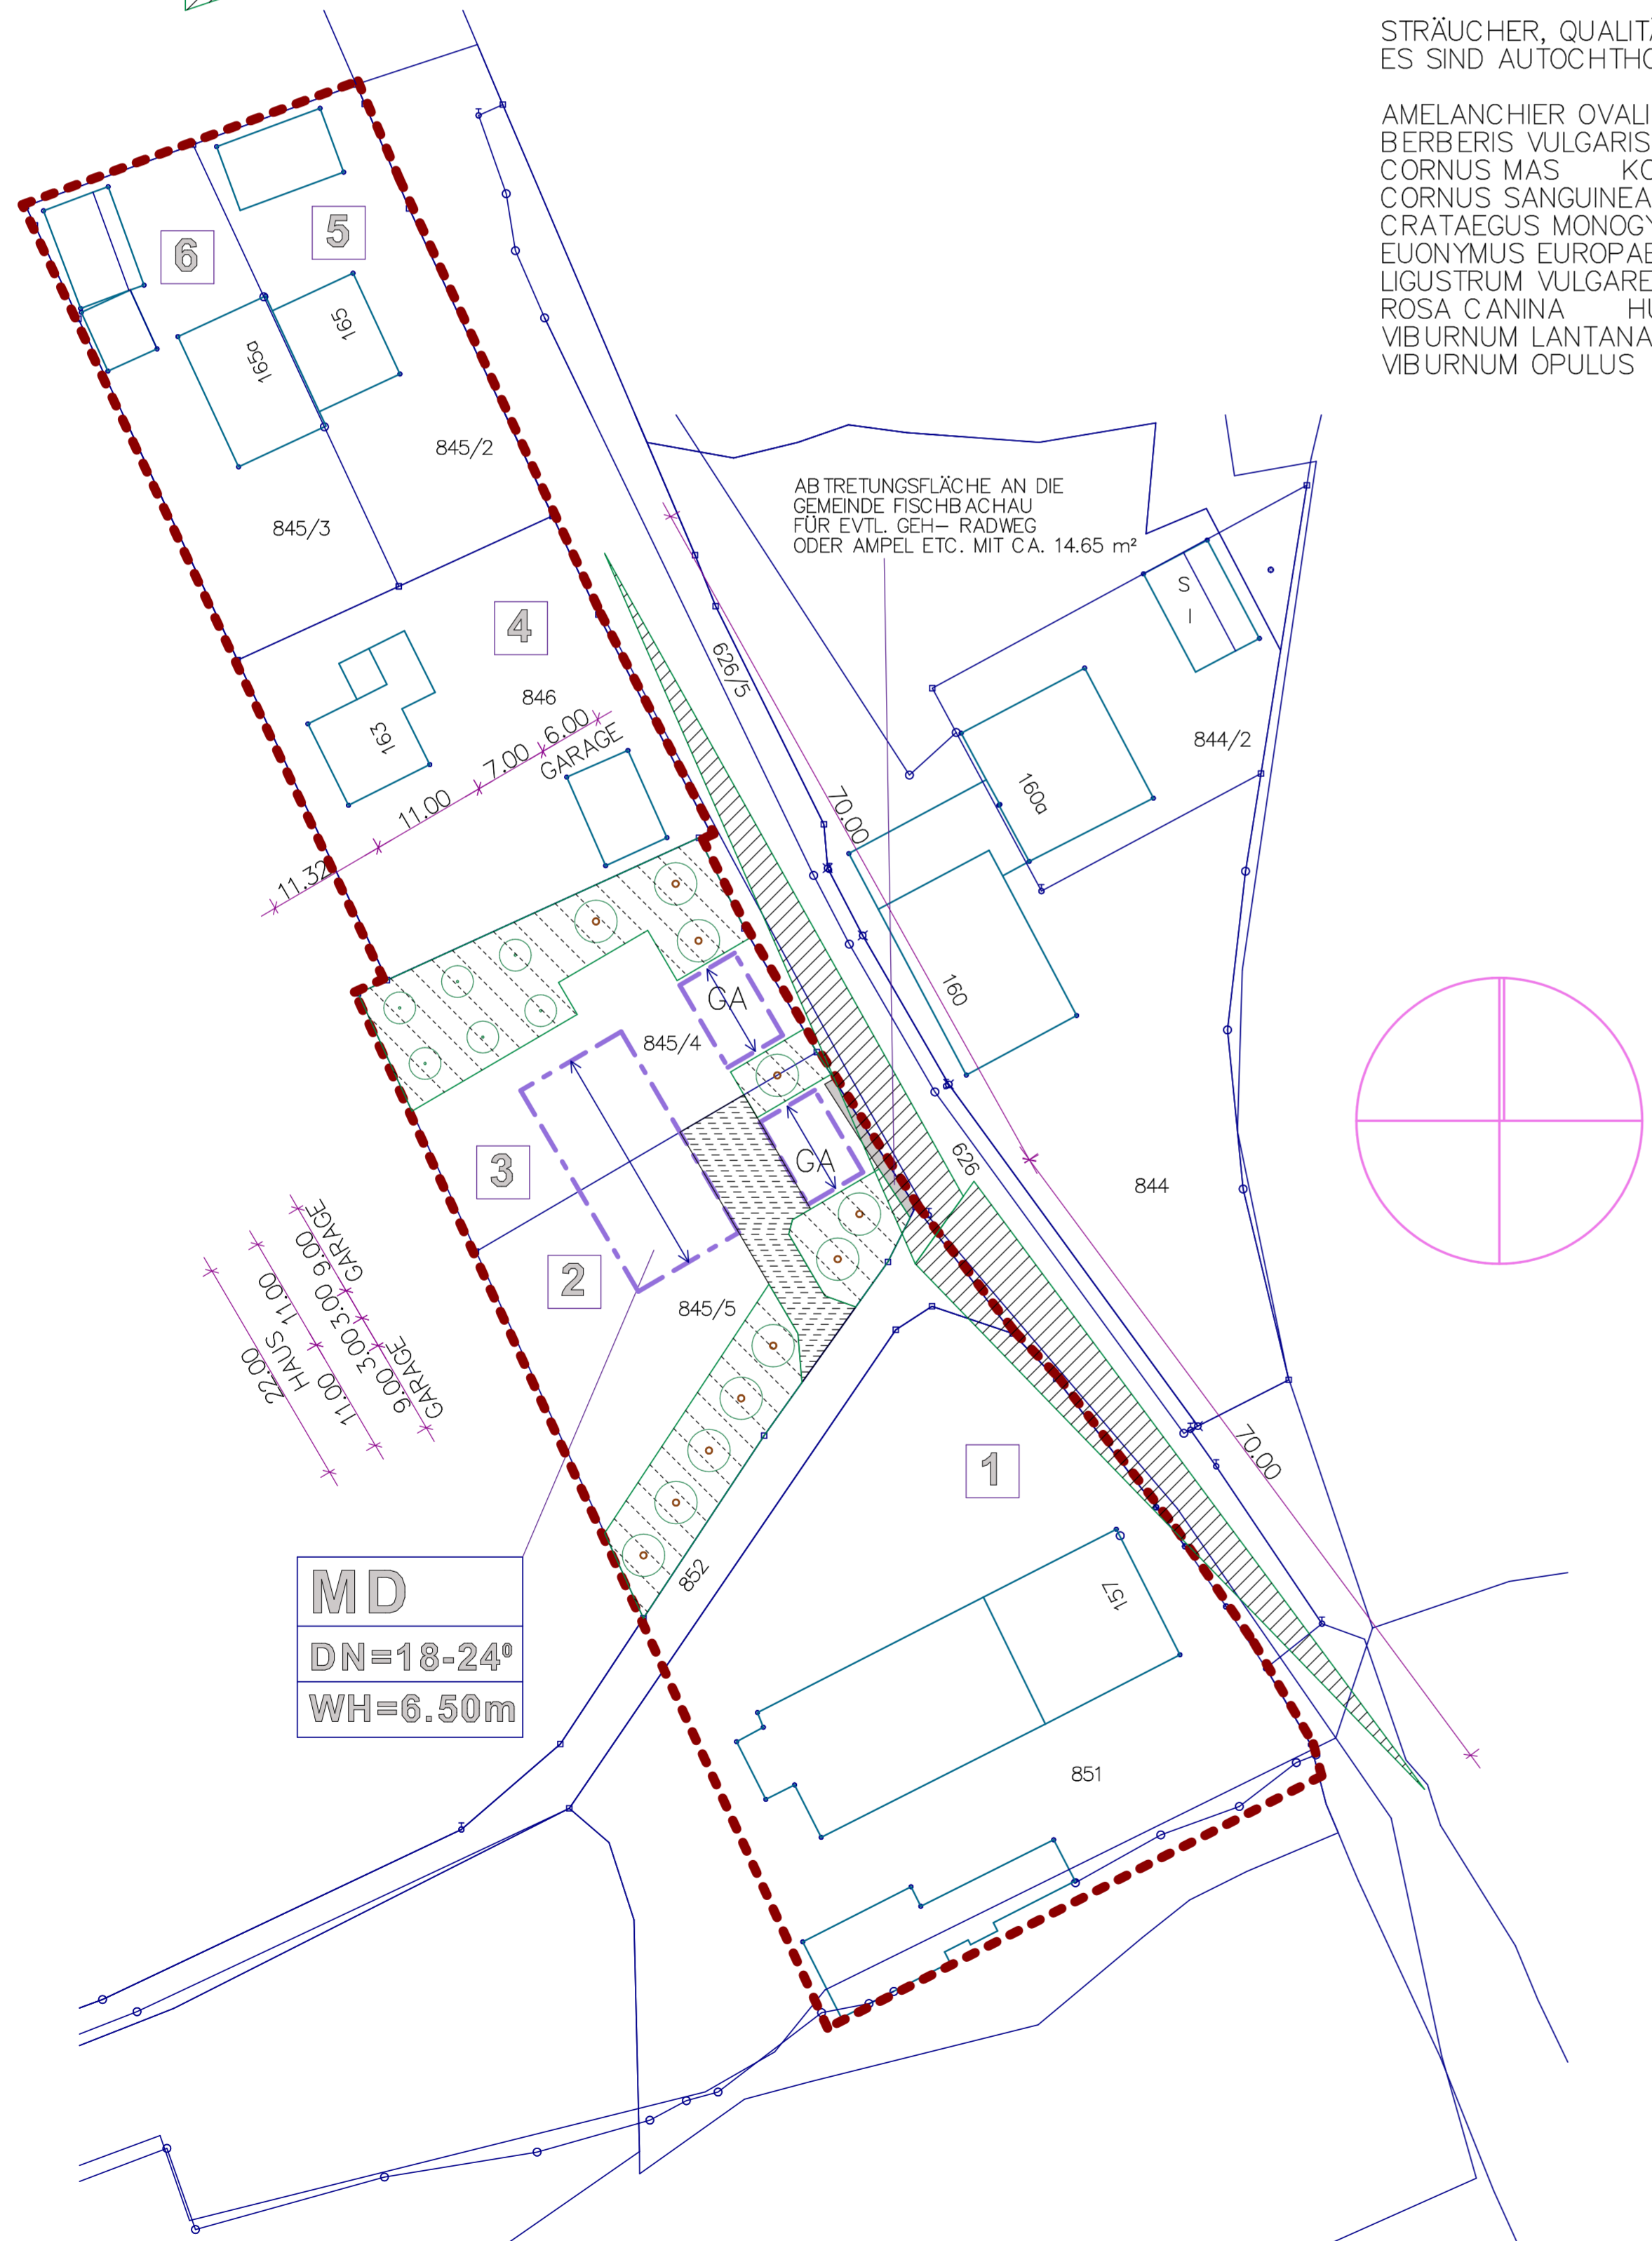 STRÄUCHER, QUALITÄ
ES SIND AUTOCHTHO
AMELANCHIER OVALI
BERBERIS VULGARIS
CORNUS MAS KO
CORNUS SANGUINEA
CRATAEGUS MONOGY
EUONYMUS EUROPAE
LIGUSTRUM VULGARE
ROSA CANINA HU
VIBURNUM LANTANA
VIBURNUM OPULUS
6
5
165
165a
845/2
845/3
ABTRETUNGSFLÄCHE AN DIE
GEMEINDE FISCHBACHAU
FÜR EVTL. GEH- RADWEG
ODER AMPEL ETC. MIT CA. 14.65 m²
S
I
4
846
626/5
163
6.00
7.00
GARAGE
11.00
11.32
844/2
160a
70.00
160
GA
845/4
GA
626
844
3
2
845/5
GARAGE
9.00
3.00
3.00
9.00
GARAGE
HAUS 11.00
11.00
22.00
1
70.00
852
157
MD
DN=18-24⁰
WH=6.50m
851